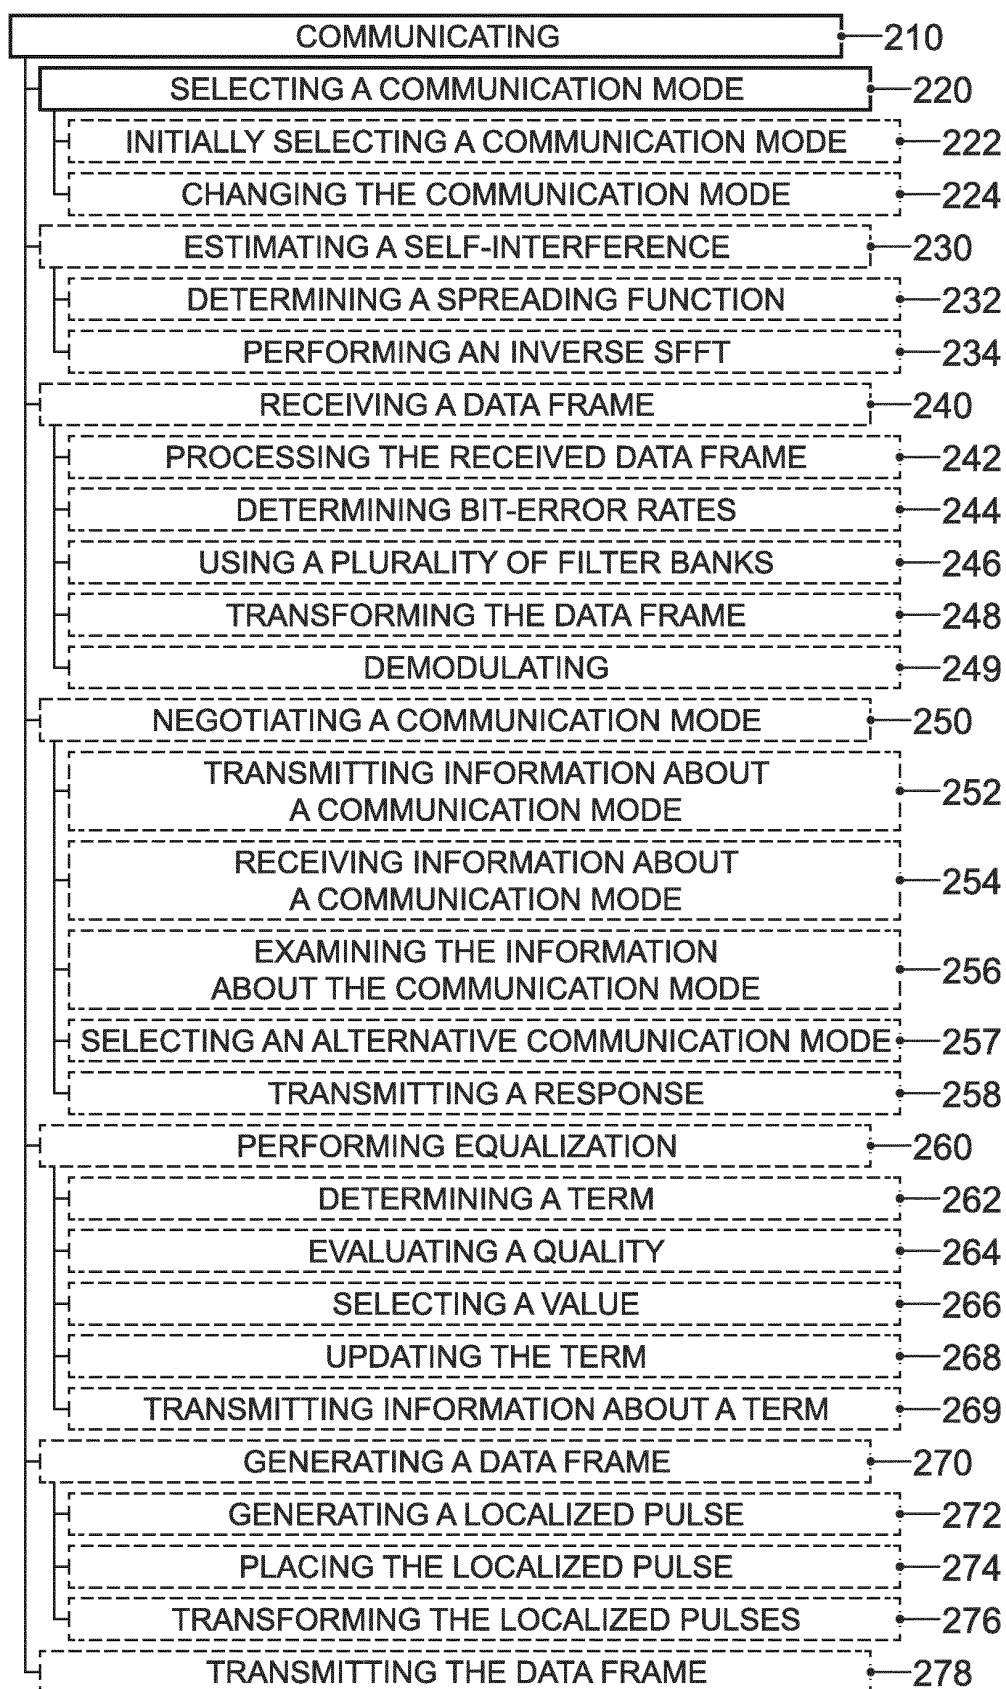 COMMUNICATING 210
SELECTING A COMMUNICATION MODE 220
INITIALLY SELECTING A COMMUNICATION MODE 222
CHANGING THE COMMUNICATION MODE 224
ESTIMATING A SELF-INTERFERENCE 230
DETERMINING A SPREADING FUNCTION 232
PERFORMING AN INVERSE SFFT 234
RECEIVING A DATA FRAME 240
PROCESSING THE RECEIVED DATA FRAME 242
DETERMINING BIT-ERROR RATES 244
USING A PLURALITY OF FILTER BANKS 246
TRANSFORMING THE DATA FRAME 248
DEMODULATING 249
NEGOTIATING A COMMUNICATION MODE 250
TRANSMITTING INFORMATION ABOUT
A COMMUNICATION MODE 252
RECEIVING INFORMATION ABOUT
A COMMUNICATION MODE 254
EXAMINING THE INFORMATION
ABOUT THE COMMUNICATION MODE 256
SELECTING AN ALTERNATIVE COMMUNICATION MODE 257
TRANSMITTING A RESPONSE 258
PERFORMING EQUALIZATION 260
DETERMINING A TERM 262
EVALUATING A QUALITY 264
SELECTING A VALUE 266
UPDATING THE TERM 268
TRANSMITTING INFORMATION ABOUT A TERM 269
GENERATING A DATA FRAME 270
GENERATING A LOCALIZED PULSE 272
PLACING THE LOCALIZED PULSE 274
TRANSFORMING THE LOCALIZED PULSES 276
TRANSMITTING THE DATA FRAME 278